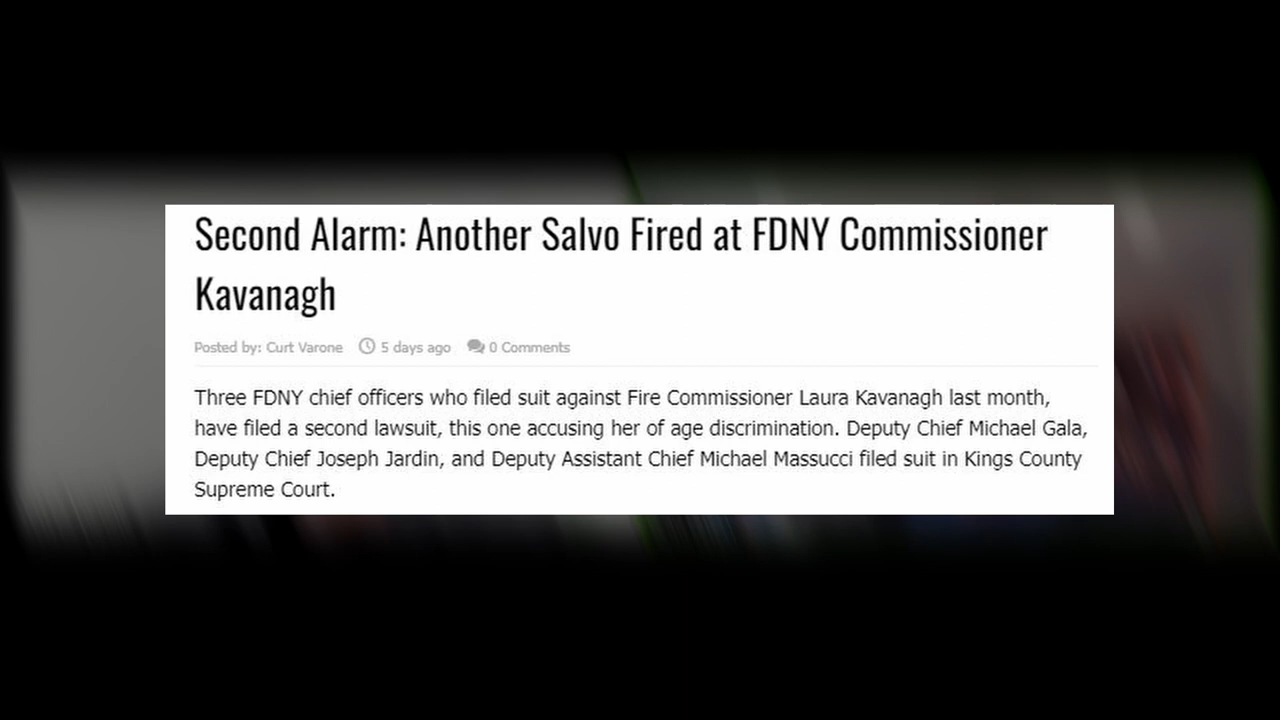 Second Alarm: Another Salvo Fired at FDNY Commissioner
Kavanagh
Posted by: Curt Varone 5 days ago 0 Comments
Three FDNY chief officers who filed suit against Fire Commissioner Laura Kavanagh last month,
have filed a second lawsuit, this one accusing her of age discrimination. Deputy Chief Michael Gala,
Deputy Chief Joseph Jardin, and Deputy Assistant Chief Michael Massucci filed suit in Kings County
Supreme Court.